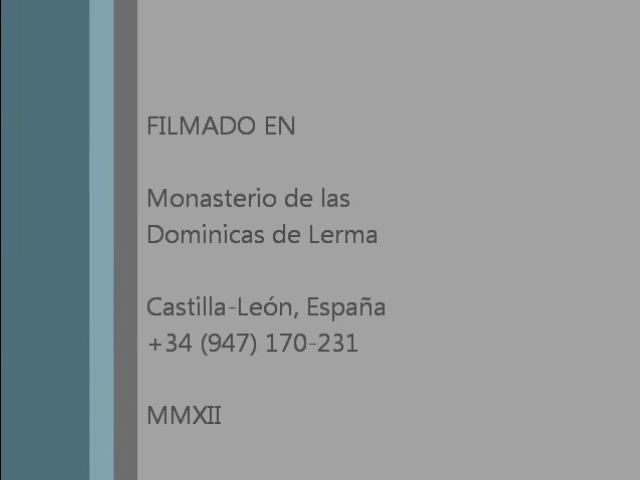 FILMADO EN
Monasterio de las
Dominicas de Lerma
Castilla-León, España
+34 (947) 170-231
MMXII